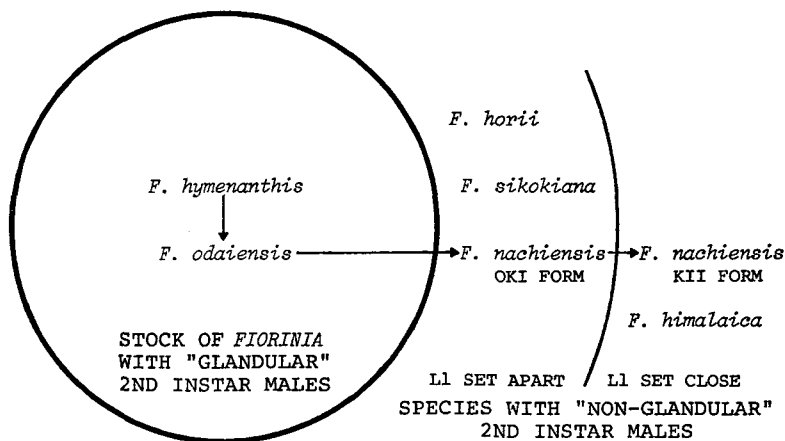 F. horii
F. hymenanthis
F. sikokiana
F. odaiensis
F. nachiensis
OKI FORM
F. nachiensis
KII FORM
F. himalaica
STOCK OF FIORINIA
WITH "GLANDULAR"
2ND INSTAR MALES
L1 SET APART
L1 SET CLOSE
SPECIES WITH "NON-GLANDULAR"
2ND INSTAR MALES